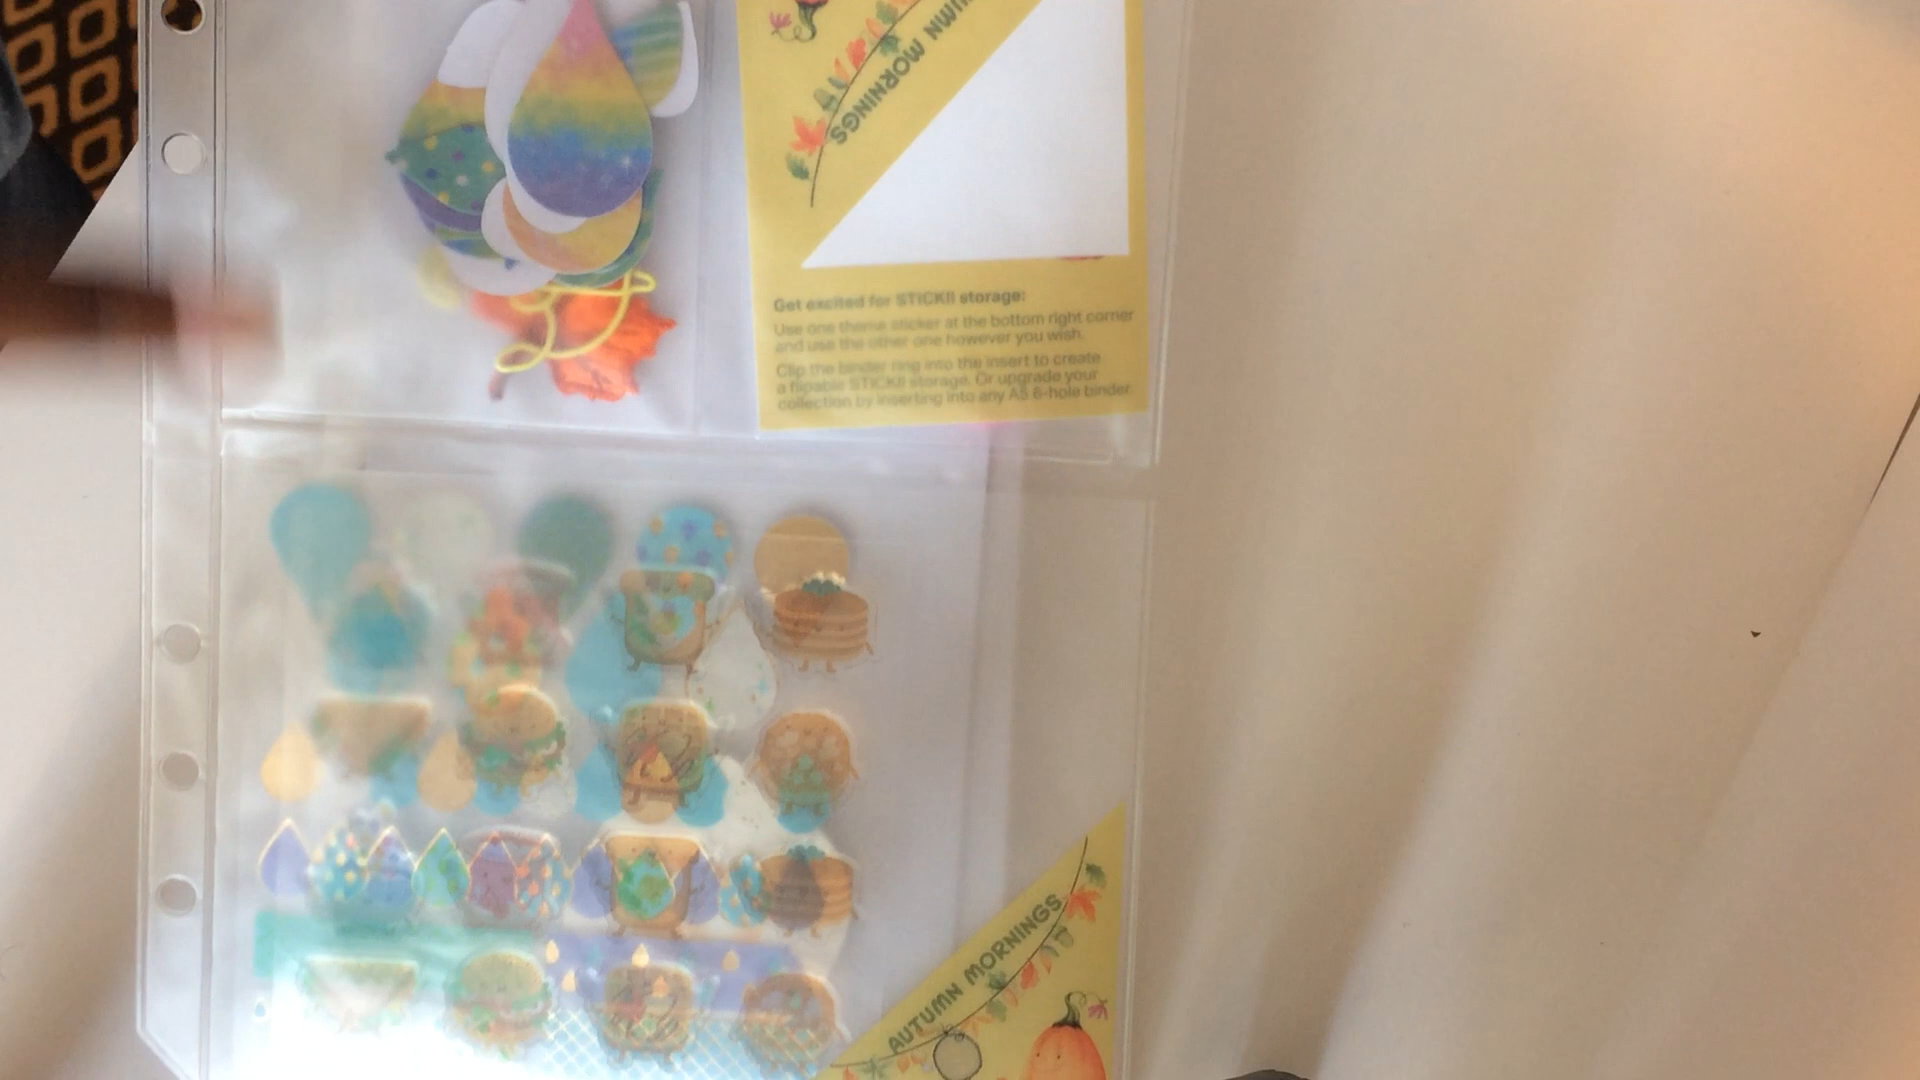 UMN MORNINGS
Get excited for STICKII storage:
Use one theme sticker at the bottom right corner
and use the other one however you wish.
Clip the binder ring into the insert to create
a flipable STICKII storage. Or upgrade your
collection by inserting into any A5 6-hole binder.
AUTUMN MORNINGS